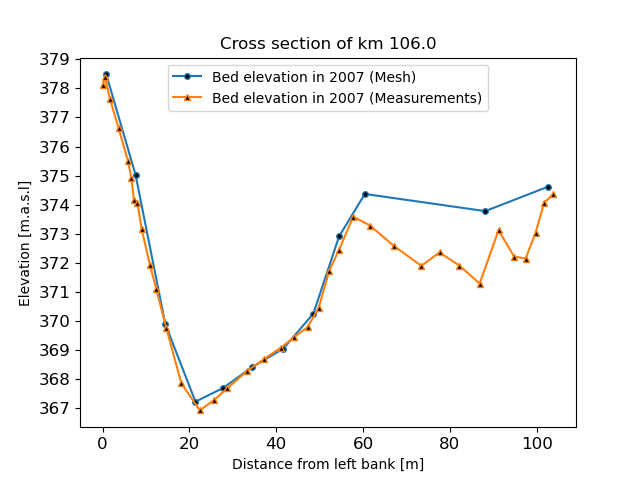 Cross section of km 106.0
Bed elevation in 2007 (Mesh)
Bed elevation in 2007 (Measurements)
Elevation [m.a.s.l]
379
378
377
376
375
374
373
372
371
370
369
368
367
0 20 40 60 80 100
Distance from left bank [m]